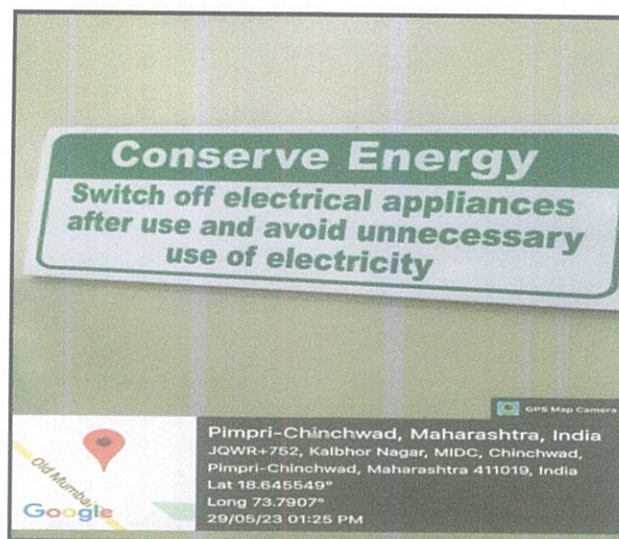 Conserve Energy
Switch off electrical appliances
after use and avoid unnecessary
use of electricity
GPS Map Camera
Pimpri-Chinchwad, Maharashtra, India
JQWR+752, Kalbhor Nagar, MIDC, Chinchwad,
Pimpri-Chinchwad, Maharashtra 411019, India
Lat 18.645549°
Long 73.7907°
29/05/23 01:25 PM
Old Mumbai
Google